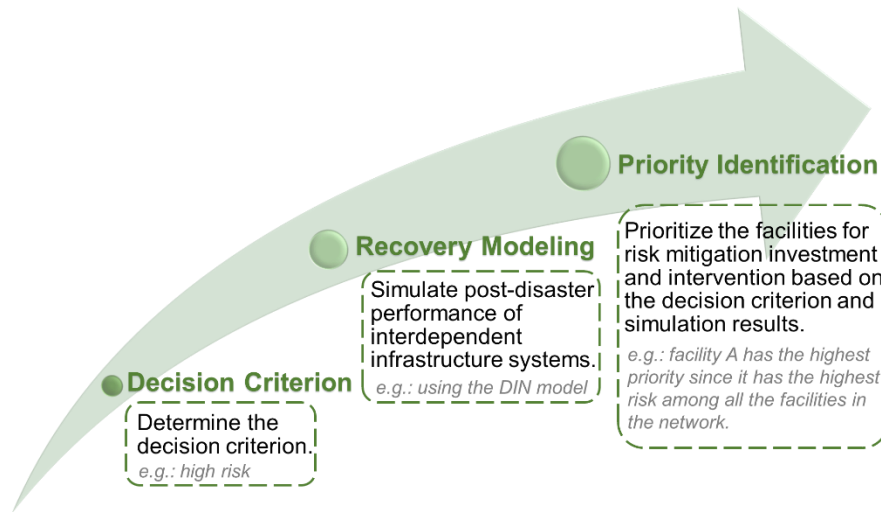 Decision Criterion
Determine the
decision criterion.
e.g.: high risk
Recovery Modeling
Simulate post-disaster
performance of
interdependent
infrastructure systems.
e.g.: using the DIN model
Priority Identification
Prioritize the facilities for
risk mitigation investment
and intervention based on
the decision criterion and
simulation results.
e.g.: facility A has the highest
priority since it has the highest
risk among all the facilities in
the network.